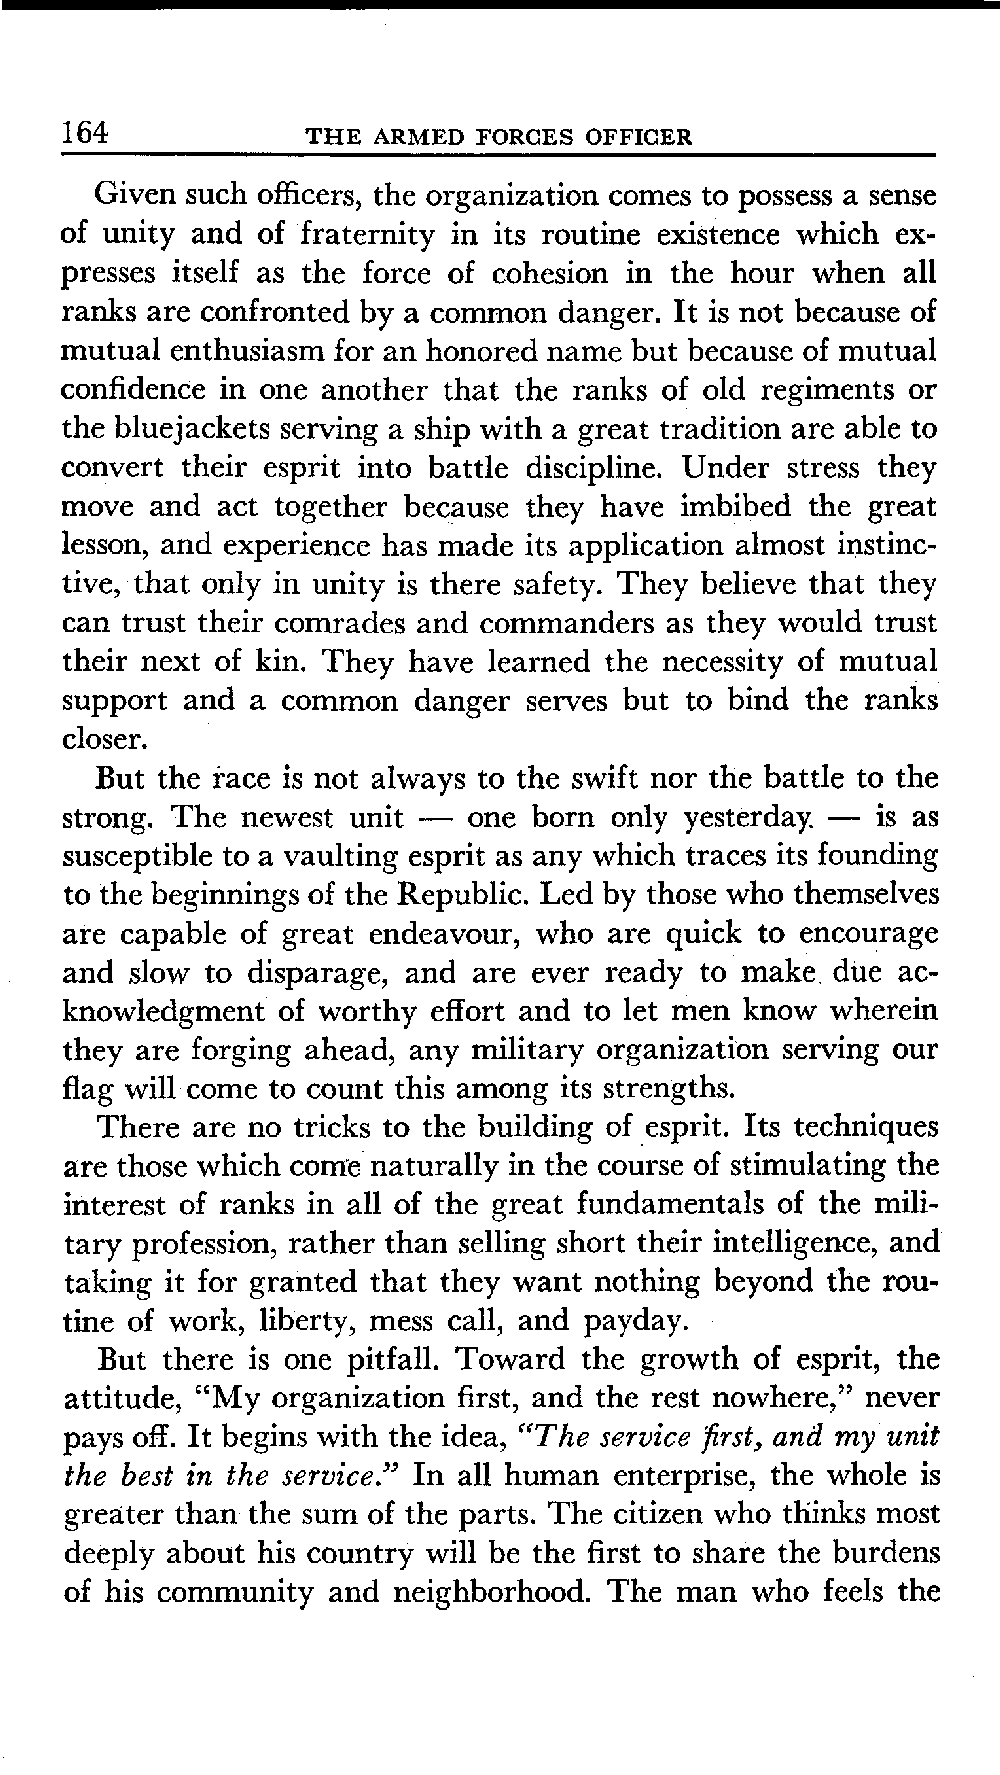 164 THE ARMED FORCES OFFICER
Given such officers, the organization comes to possess a sense
of unity and of fraternity in its routine existence which ex-
presses itself as the force of cohesion in the hour when all
ranks are confronted by a common danger. It is not because of
mutual enthusiasm for an honored name but because of mutual
confidence in one another that the ranks of old regiments or
the bluejackets serving a ship with a great tradition are able to
convert their esprit into battle discipline. Under stress they
move and act together because they have imbibed the great
lesson, and experience has made its application almost instinc-
tive, that only in unity is there safety. They believe that they
can trust their comrades and commanders as they would trust
their next of kin. They have learned the necessity of mutual
support and a common danger serves but to bind the ranks
closer.
But the race is not always to the swift nor the battle to the
strong. The newest unit — one born only yesterday — is as
susceptible to a vaulting esprit as any which traces its founding
to the beginnings of the Republic. Led by those who themselves
are capable of great endeavour, who are quick to encourage
and slow to disparage, and are ever ready to make due ac-
knowledgment of worthy effort and to let men know wherein
they are forging ahead, any military organization serving our
flag will come to count this among its strengths.
There are no tricks to the building of esprit. Its techniques
are those which come naturally in the course of stimulating the
interest of ranks in all of the great fundamentals of the mili-
tary profession, rather than selling short their intelligence, and
taking it for granted that they want nothing beyond the rou-
tine of work, liberty, mess call, and payday.
But there is one pitfall. Toward the growth of esprit, the
attitude, “My organization first, and the rest nowhere,” never
pays off. It begins with the idea, “The service first, and my unit
the best in the service.” In all human enterprise, the whole is
greater than the sum of the parts. The citizen who thinks most
deeply about his country will be the first to share the burdens
of his community and neighborhood. The man who feels the